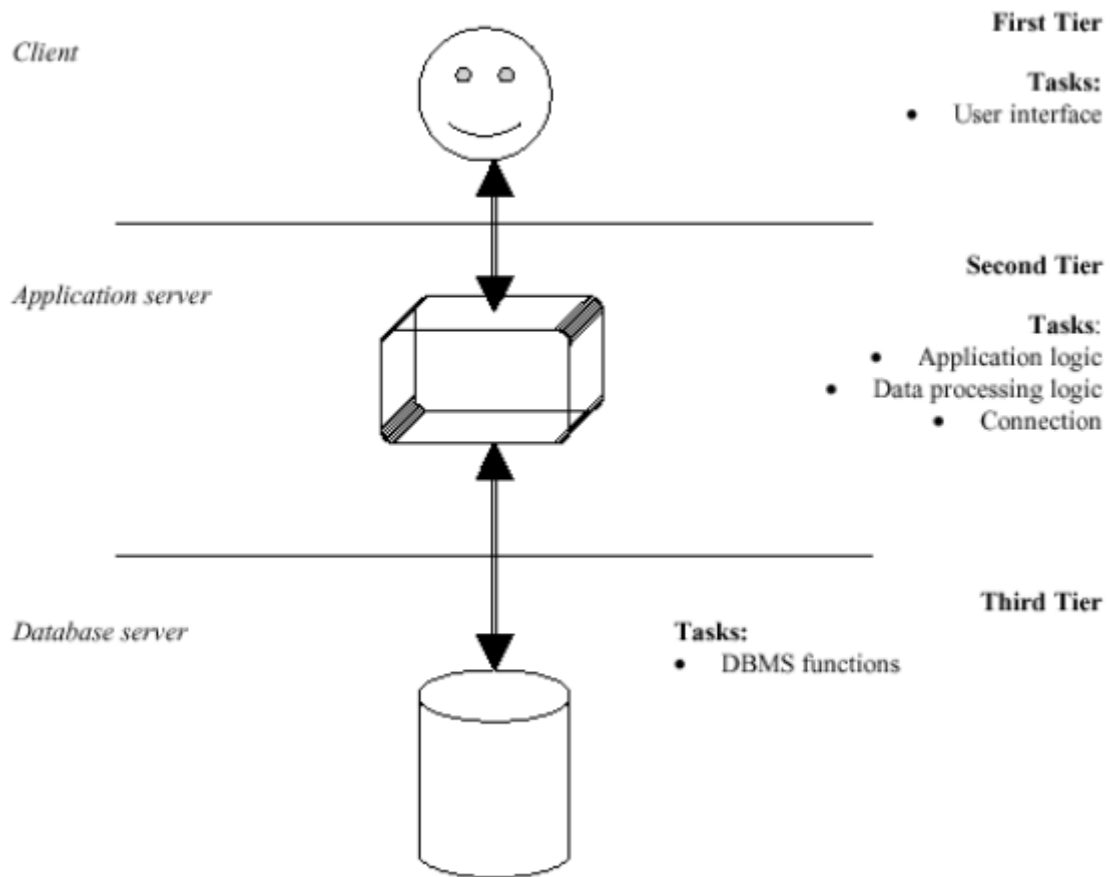 Client
First Tier
Tasks:
• User interface
Second Tier
Application server
Tasks:
• Application logic
• Data processing logic
• Connection
Third Tier
Database server
Tasks:
• DBMS functions